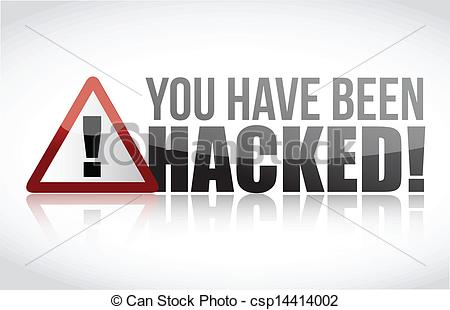 YOU HAVE BEEN
!
HACKED!
© Can Stock Photo - csp14414002